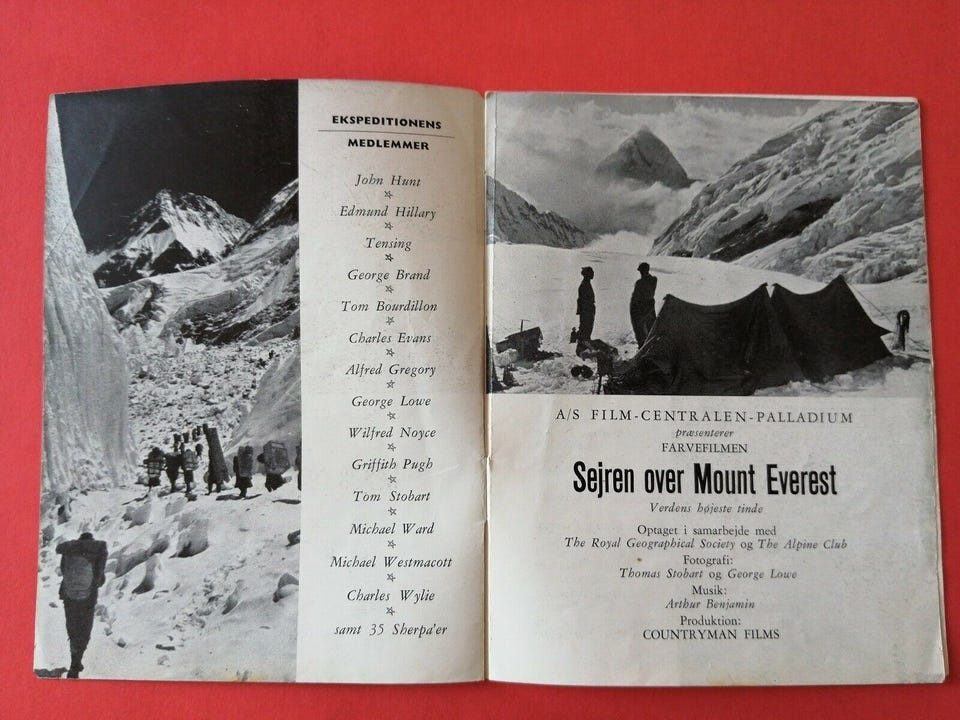 EKSPEDITIONENS
MEDLEMMER
John Hunt
Edmund Hillary
Tensing
George Brand
Tom Bourdillon
Charles Evans
Alfred Gregory
George Lowe
Wilfred Noyce
Griffith Pugh
Tom Stobart
Michael Ward
Michael Westmacott
Charles Wylie
samt 35 Sherpa'er
A/S FILM-CENTRALEN-PALLADIUM
præsenterer
FARVEFILMEN
Sejren over Mount Everest
Verdens højeste tinde
Optaget i samarbejde med
The Royal Geographical Society og The Alpine Club
Fotografi:
Thomas Stobart og George Lowe
Musik:
Arthur Benjamin
Produktion:
COUNTRYMAN FILMS